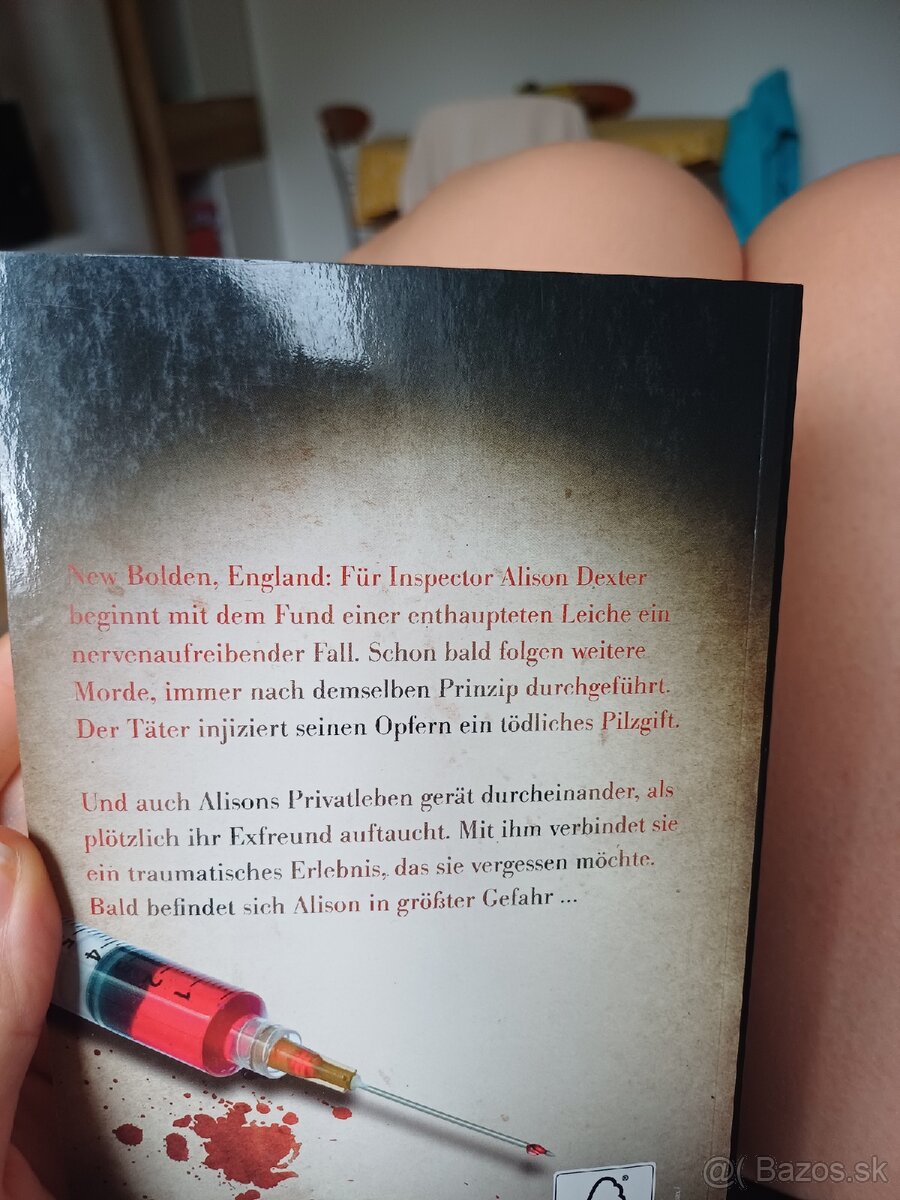 New Bolden, England: Für Inspector Alison Dexter
beginnt mit dem Fund einer enthaupteten Leiche ein
nervenaufreibender Fall. Schon bald folgen weitere
Morde, immer nach demselben Prinzip durchgeführt.
Der Täter injiziert seinen Opfern ein tödliches Pilzgift.
Und auch Alisons Privatleben gerät durcheinander, als
plötzlich ihr Exfreund auftaucht. Mit ihm verbindet sie
ein traumatisches Erlebnis, das sie vergessen möchte.
Bald befindet sich Alison in größter Gefahr ...
4 2 1
®
@( Bazos.sk